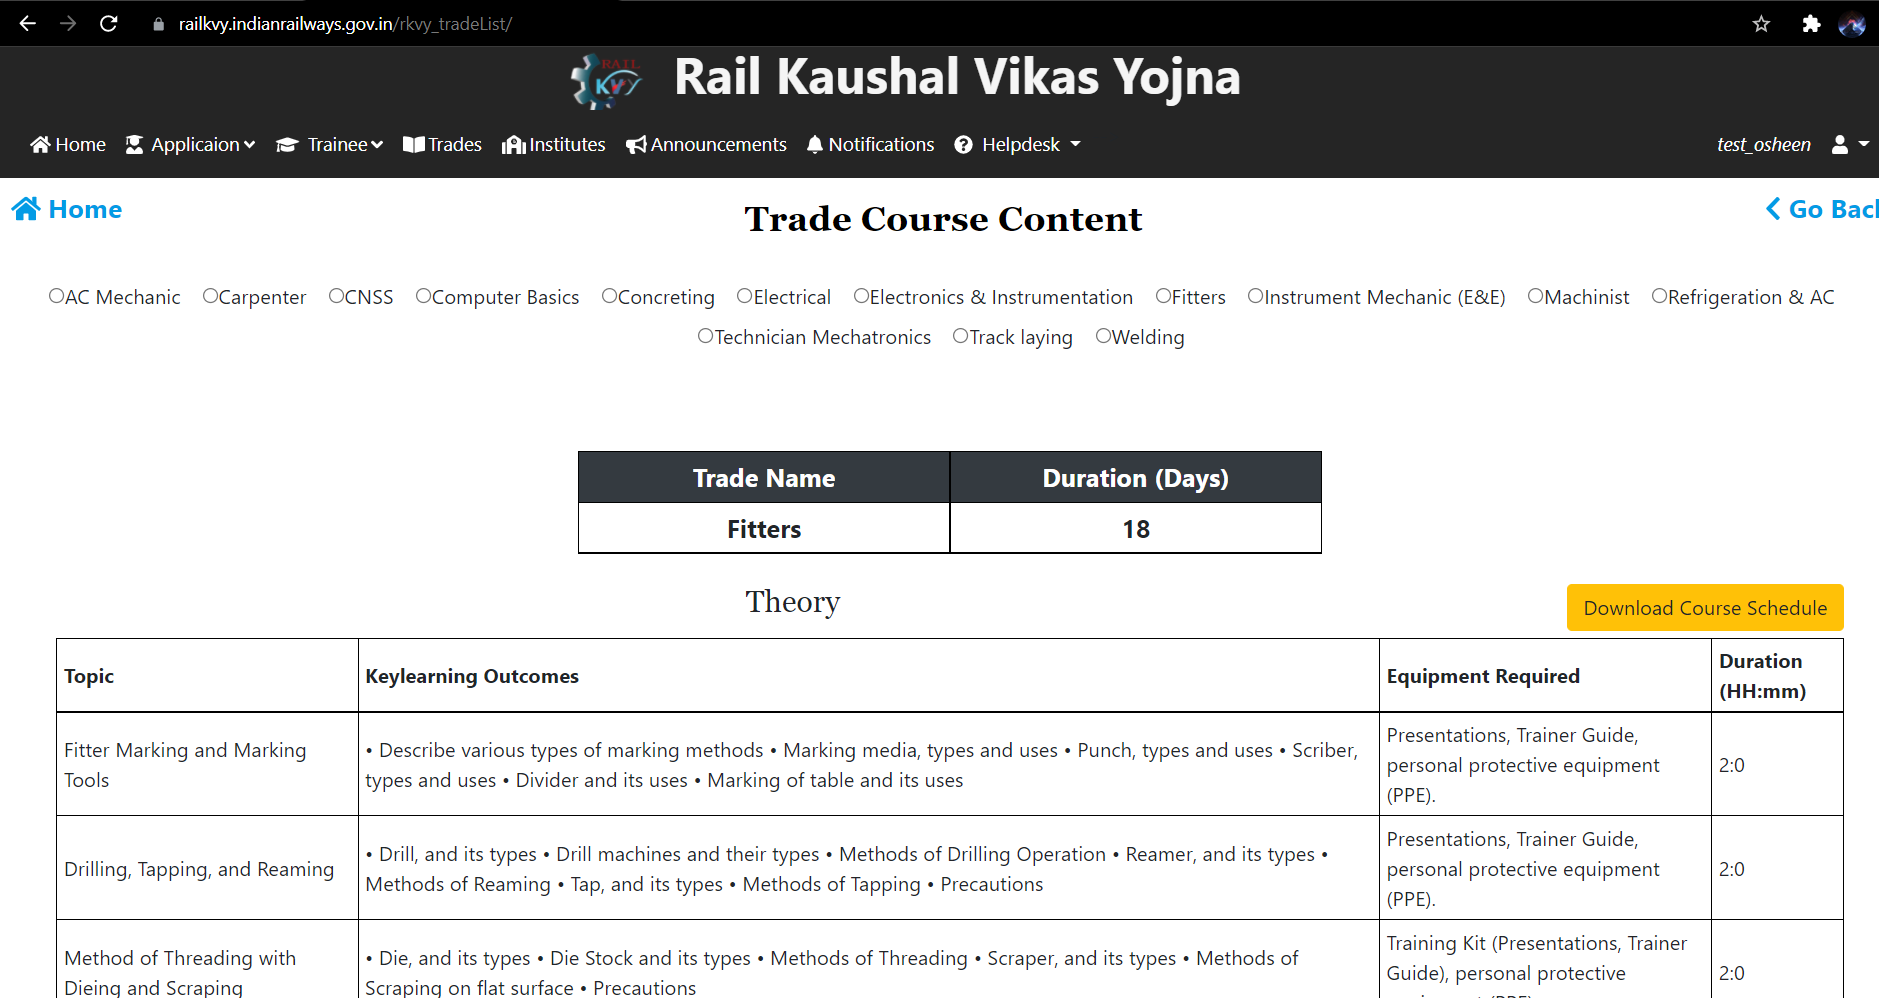 railkvy.indianrailways.gov.in/rkvy_tradeList/
RAIL
KVY
Rail Kaushal Vikas Yojna
Home Applicaion Trainee Trades Institutes Announcements Notifications Helpdesk test_osheen
Home
Trade Course Content
Go Bac
AC Mechanic Carpenter CNSS Computer Basics Concreting Electrical Electronics & Instrumentation Fitters Instrument Mechanic (E&E) Machinist Refrigeration & AC
Technician Mechatronics Track laying Welding
Trade Name Duration (Days)
Fitters 18
Theory
Download Course Schedule
Topic
Keylearning Outcomes
Equipment Required
Duration
(HH:mm)
Fitter Marking and Marking
Tools
• Describe various types of marking methods • Marking media, types and uses • Punch, types and uses • Scriber,
types and uses • Divider and its uses • Marking of table and its uses
Presentations, Trainer Guide,
personal protective equipment
(PPE).
2:0
Drilling, Tapping, and Reaming
• Drill, and its types • Drill machines and their types • Methods of Drilling Operation • Reamer, and its types •
Methods of Reaming • Tap, and its types • Methods of Tapping • Precautions
Presentations, Trainer Guide,
personal protective equipment
(PPE).
2:0
Method of Threading with
Dieing and Scraping
• Die, and its types • Die Stock and its types • Methods of Threading • Scraper, and its types • Methods of
Scraping on flat surface • Precautions
Training Kit (Presentations, Trainer
Guide), personal protective
2:0